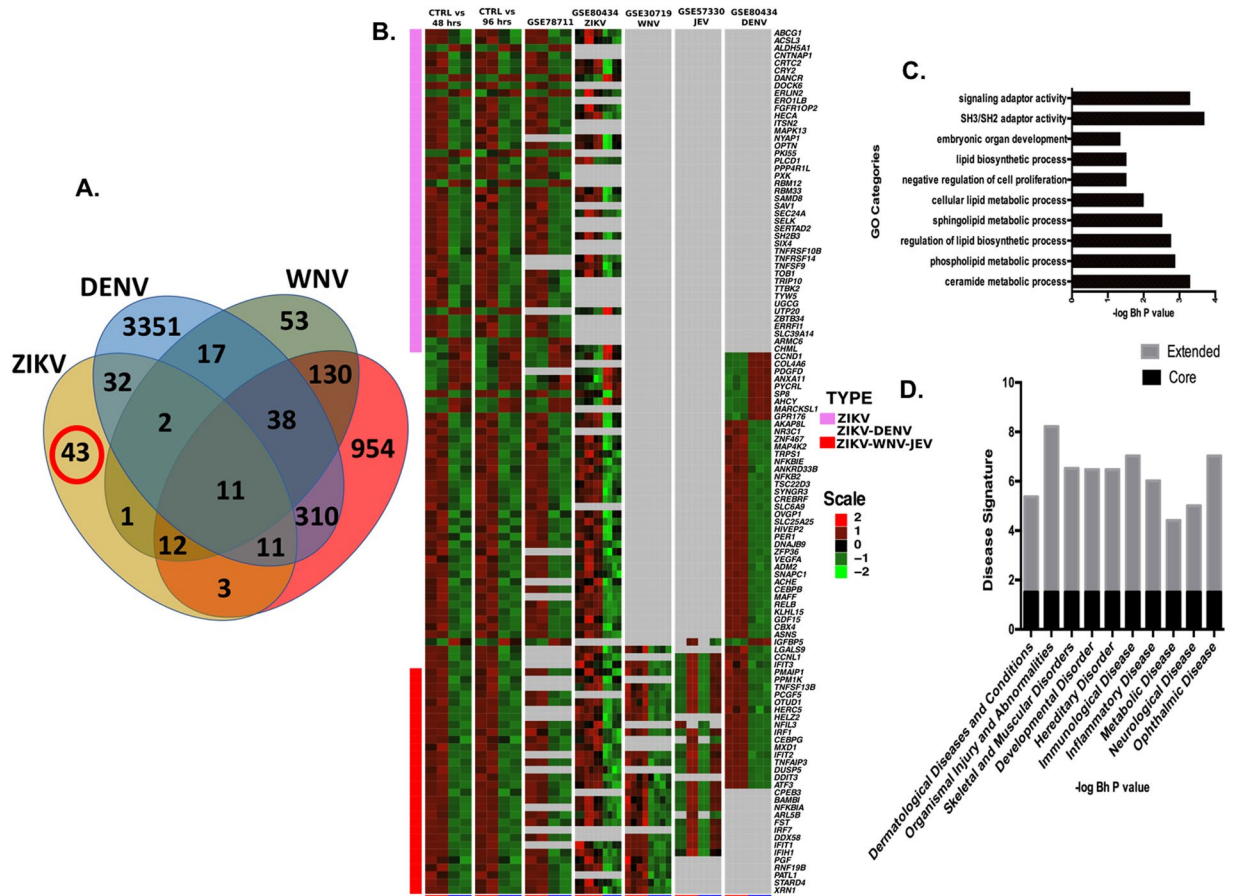 A.
DENV
WNV
ZIKV
3351
53
17
32
130
2
38
43
954
11
1
310
12
11
3
B.
CTRL vs
48 hrs
CTRL vs
96 hrs
GSE78711
GSE80434
ZIKV
GSE30719
WNV
GSE57330
JEV
GSE80434
DENV
ABCG1
ACSL3
ALDH5A1
CNTNAP1
CRTC2
CRY2
DANCR
DOCK6
ERLIN2
ERO1LB
FGFR1OP2
HECA
ITSN2
MAPK13
NYAP1
OPTN
PKI55
PLCD1
PPP4R1L
PXK
RBM12
RBM33
SAMD8
SAV1
SEC24A
SELK
SERTAD2
SH2B3
SIX4
TNFRSF10B
TNFRSF14
TNFSF9
TOB1
TRIP10
TTBK2
TYW5
UGCG
UTP20
ZBTB34
ERRFI1
SLC39A14
ARMC6
CHML
CCND1
COL4A6
PDGFD
ANXA11
PYCRL
SP8
AHCY
MARCKSL1
GPR176
AKAP8L
NR3C1
ZNF467
MAP4K2
TRPS1
NFKBIE
ANKRD33B
NFKB2
TSC22D3
SYNGR3
CREBRF
SLC6A9
OVGP1
SLC25A25
HIVEP2
PER1
DNAJB9
ZFP36
VEGFA
ADM2
SNAPC1
ACHE
CEBPB
MAFF
RELB
KLHL15
GDF15
CBX4
ASNS
IGFBP5
LGALS9
CCNL1
IFIT3
PMAIP1
PPM1K
TNFSF13B
PCGF5
OTUD1
HERC5
HELZ2
NFIL3
IRF1
CEBPG
MXD1
IFIT2
TNFAIP3
DUSP5
DDIT3
ATF3
CPEB3
BAMBI
NFKBIA
ARL5B
FST
IRF7
DDX58
IFIT1
IFIH1
PGF
RNF19B
PATL1
STARD4
XRN1
TYPE
ZIKV
ZIKV-DENV
ZIKV-WNV-JEV
Scale
2
1
0
−1
−2
C.
GO Categories
signaling adaptor activity
SH3/SH2 adaptor activity
embryonic organ development
lipid biosynthetic process
negative regulation of cell proliferation
cellular lipid metabolic process
sphingolipid metabolic process
regulation of lipid biosynthetic process
phospholipid metabolic process
ceramide metabolic process
0 1 2 3 4
-log Bh P value
D.
Extended
Core
Disease Signature
10
8
6
4
2
0
Dermatological Diseases and Conditions
Organismal Injury and Abnormalities
Skeletal and Muscular Disorders
Developmental Disorder
Hereditary Disorder
Immunological Disease
Inflammatory Disease
Metabolic Disease
Neurological Disease
Ophthalmic Disease
-log Bh P value